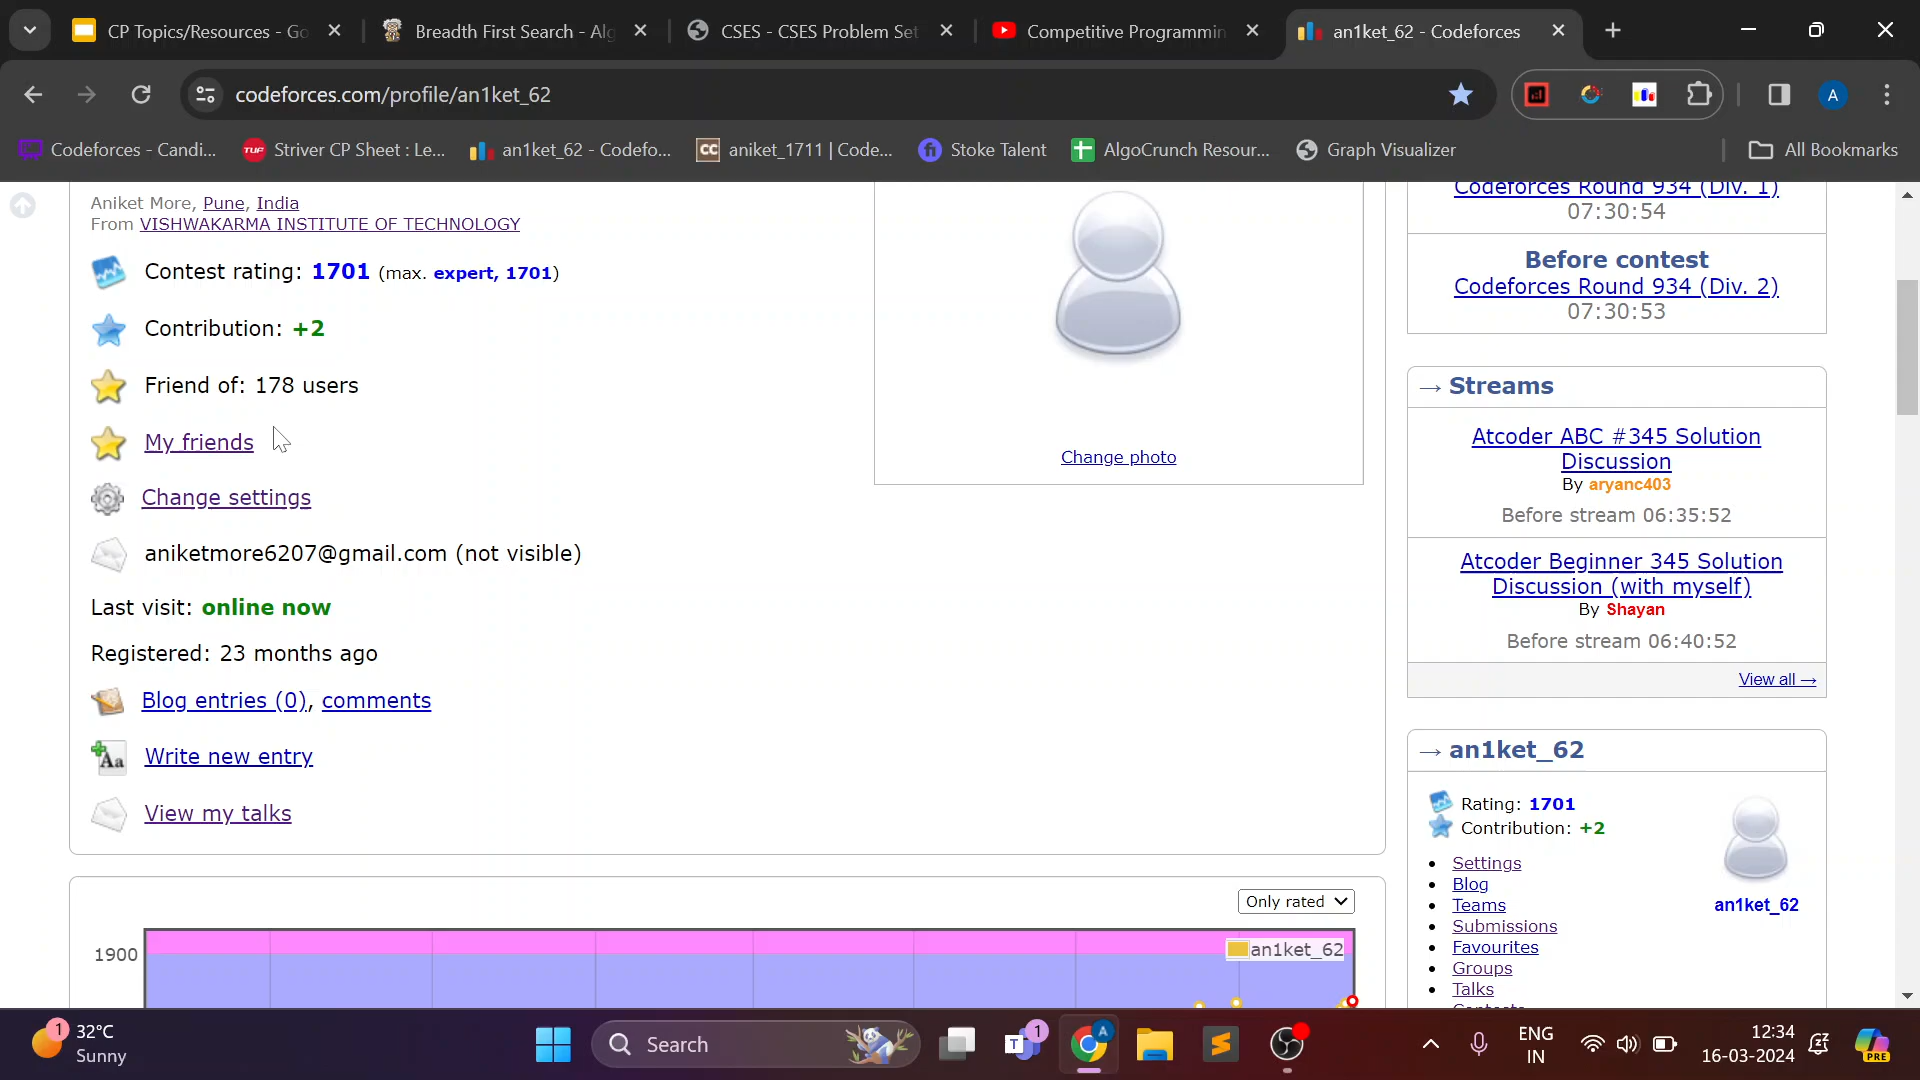 CP Topics/Resources - Go
Breadth First Search - Alg
CSES - CSES Problem Set
Competitive Programmin
an1ket_62 - Codeforces
codeforces.com/profile/an1ket_62
A
Codeforces - Candi...
TUF
Striver CP Sheet : Le...
an1ket_62 - Codefo...
CC
aniket_1711 | Code...
Stoke Talent
AlgoCrunch Resour...
Graph Visualizer
All Bookmarks
Aniket More, Pune, India
From VISHWAKARMA INSTITUTE OF TECHNOLOGY
Contest rating: 1701 (max. expert, 1701)
Contribution: +2
Friend of: 178 users
My friends
Change settings
aniketmore6207@gmail.com (not visible)
Last visit: online now
Registered: 23 months ago
Blog entries (0), comments
Aa
Write new entry
View my talks
Change photo
Only rated
1900
an1ket_62
Codeforces Round 934 (Div. 1)
07:30:54
Before contest
Codeforces Round 934 (Div. 2)
07:30:53
→ Streams
Atcoder ABC #345 Solution
Discussion
By aryanc403
Before stream 06:35:52
Atcoder Beginner 345 Solution
Discussion (with myself)
By Shayan
Before stream 06:40:52
View all →
→ an1ket_62
Rating: 1701
Contribution: +2
Settings
Blog
Teams
Submissions
Favourites
Groups
Talks
Contests
an1ket_62
1
32°C
Sunny
Search
T
1
A
ENG
IN
12:34
16-03-2024
PRE